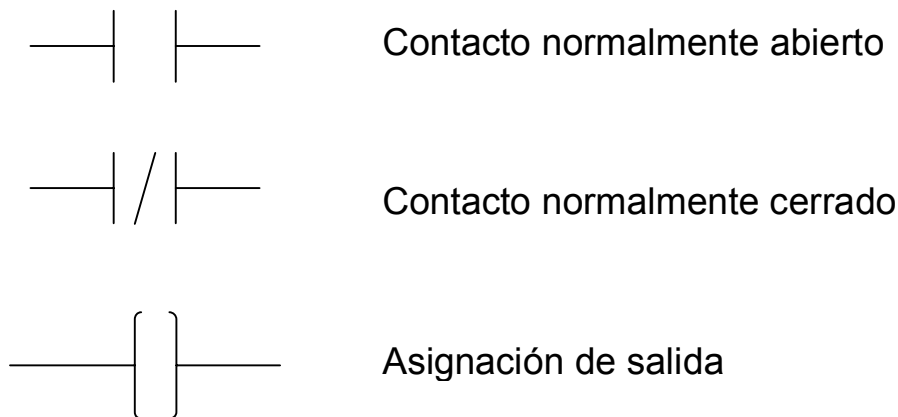 Contacto normalmente abierto
Contacto normalmente cerrado
Asignación de salida